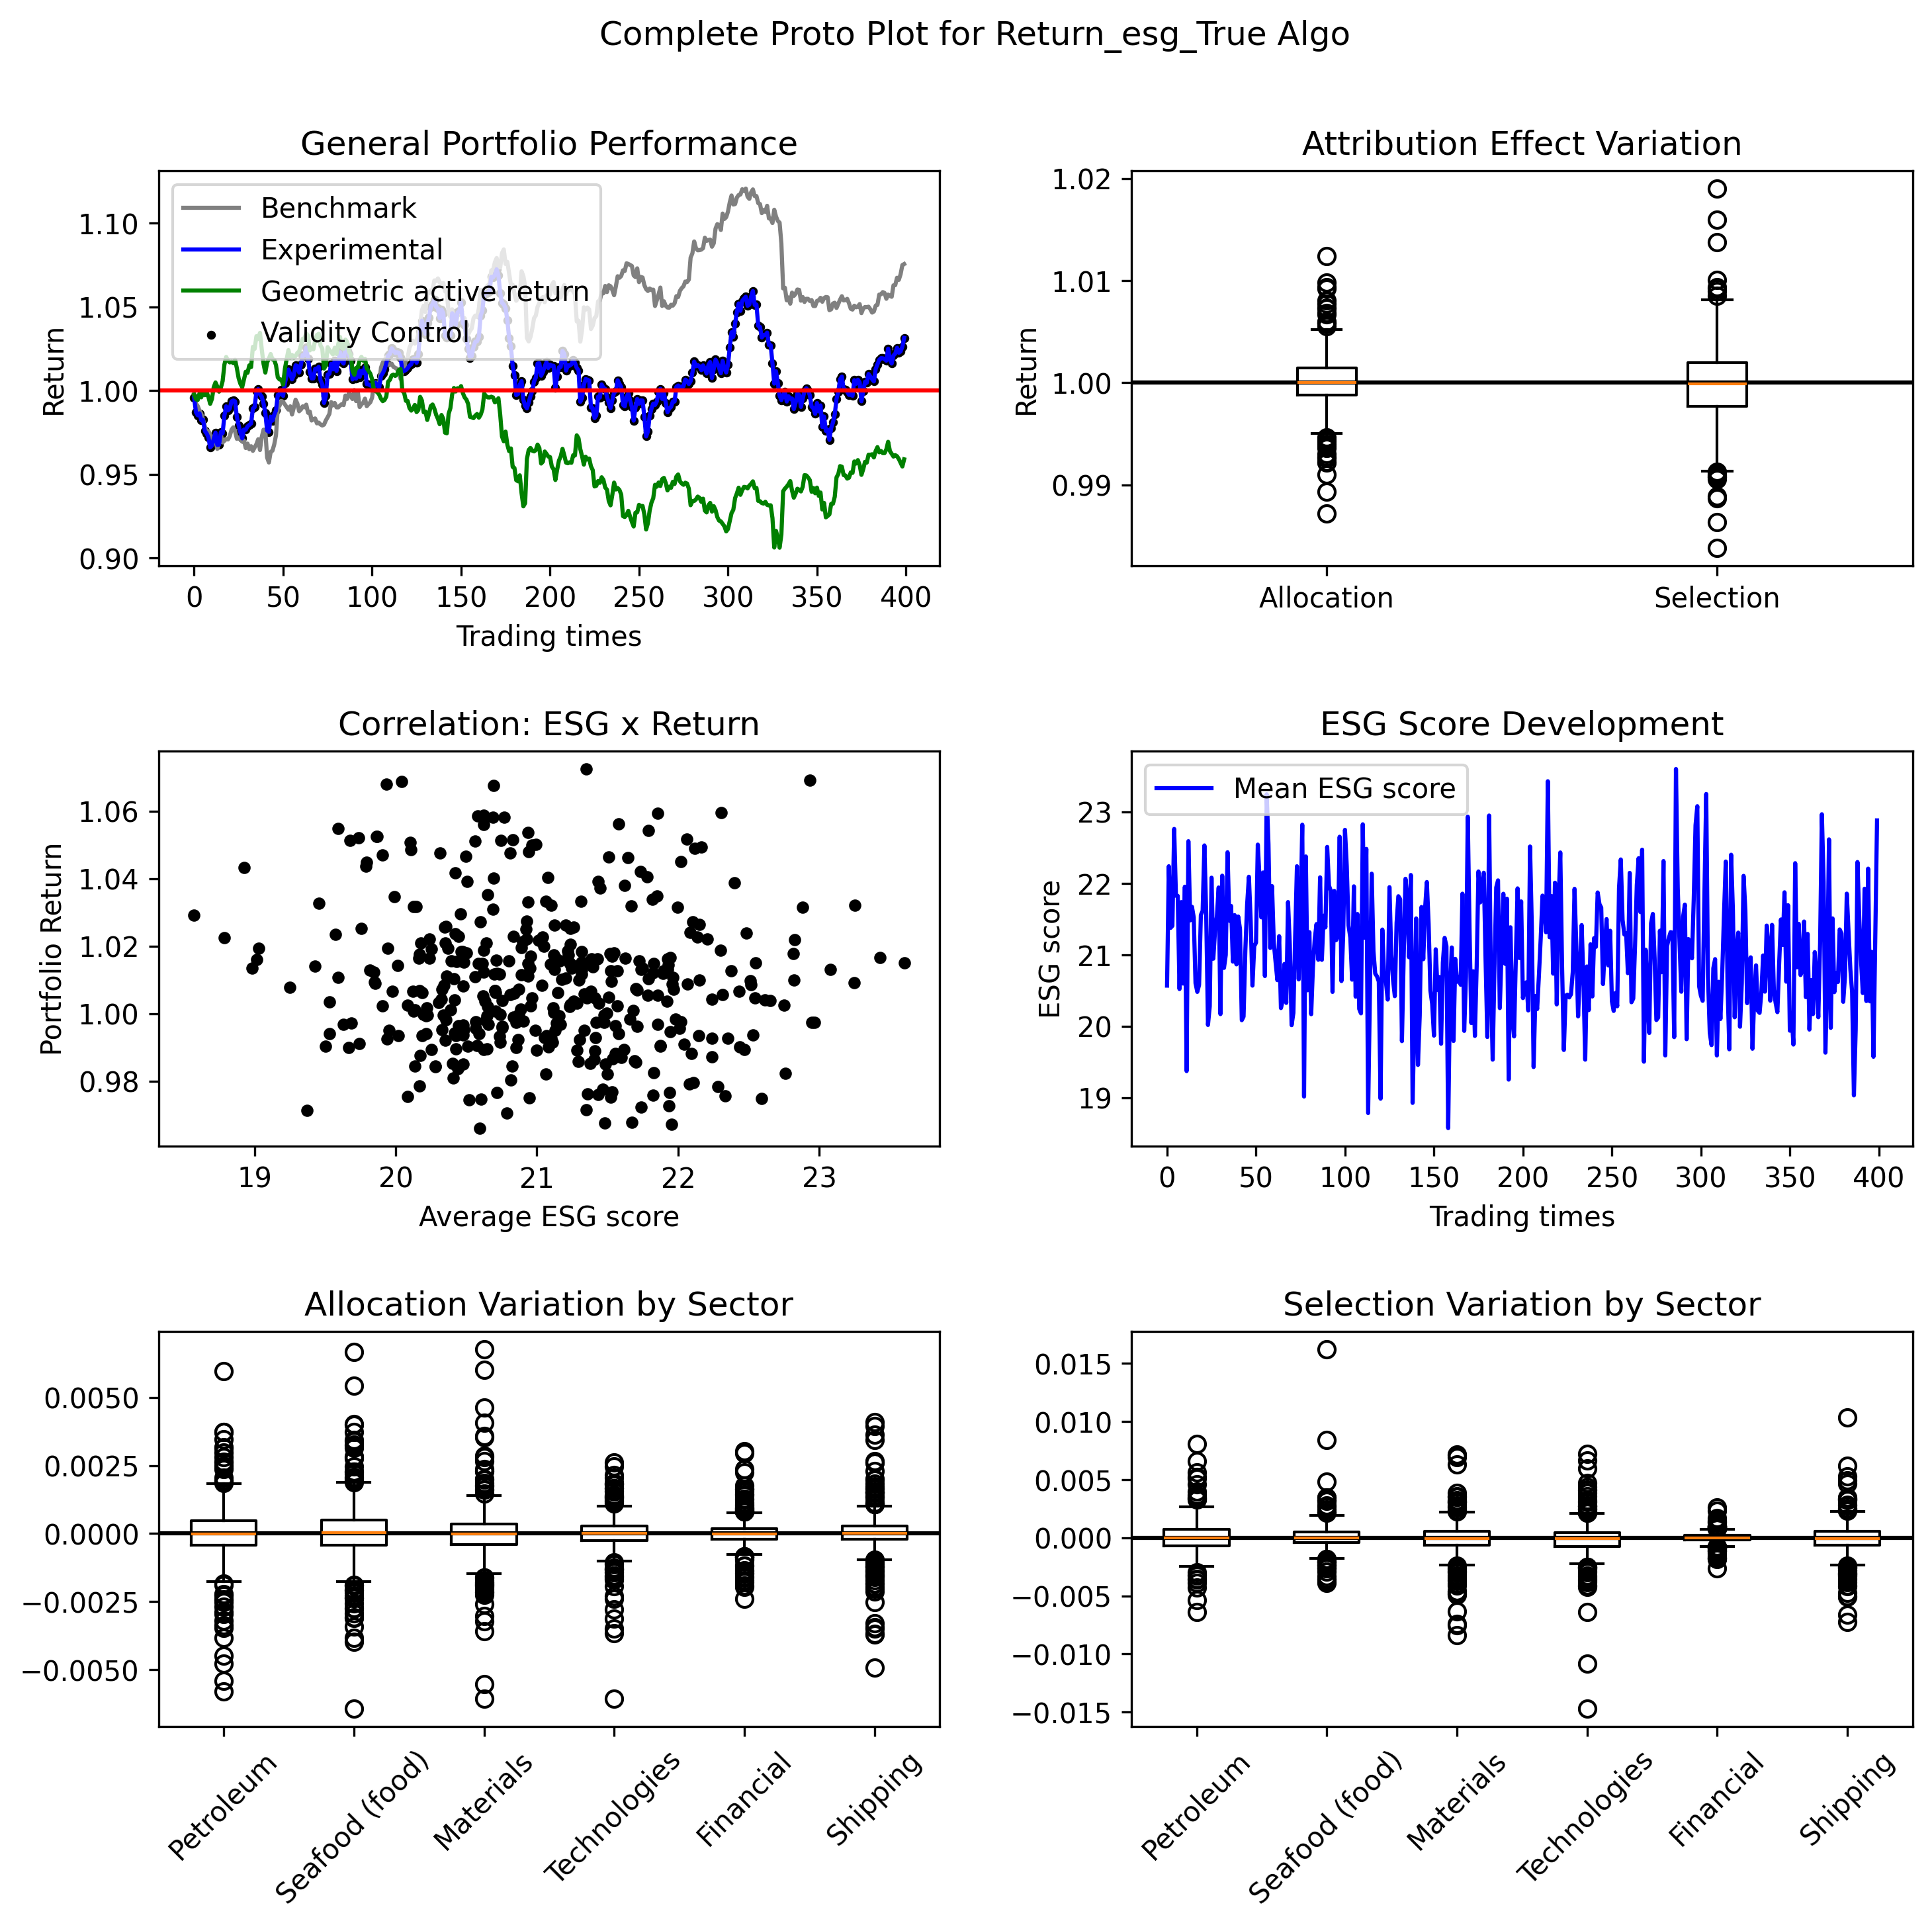 Complete Proto Plot for Return_esg_True Algo
General Portfolio Performance
Return
1.10
1.05
1.00
0.95
0.90
Benchmark
Experimental
Geometric active return
Validity Control
0 50 100 150 200 250 300 350 400
Trading times
Attribution Effect Variation
Return
1.02
1.01
1.00
0.99
Allocation Selection
Correlation: ESG x Return
Portfolio Return
1.06
1.04
1.02
1.00
0.98
19 20 21 22 23
Average ESG score
ESG Score Development
ESG score
Mean ESG score
23
22
21
20
19
0 50 100 150 200 250 300 350 400
Trading times
Allocation Variation by Sector
0.0050
0.0025
0.0000
−0.0025
−0.0050
Petroleum
Seafood (food)
Materials
Technologies
Financial
Shipping
Selection Variation by Sector
0.015
0.010
0.005
0.000
−0.005
−0.010
−0.015
Petroleum
Seafood (food)
Materials
Technologies
Financial
Shipping